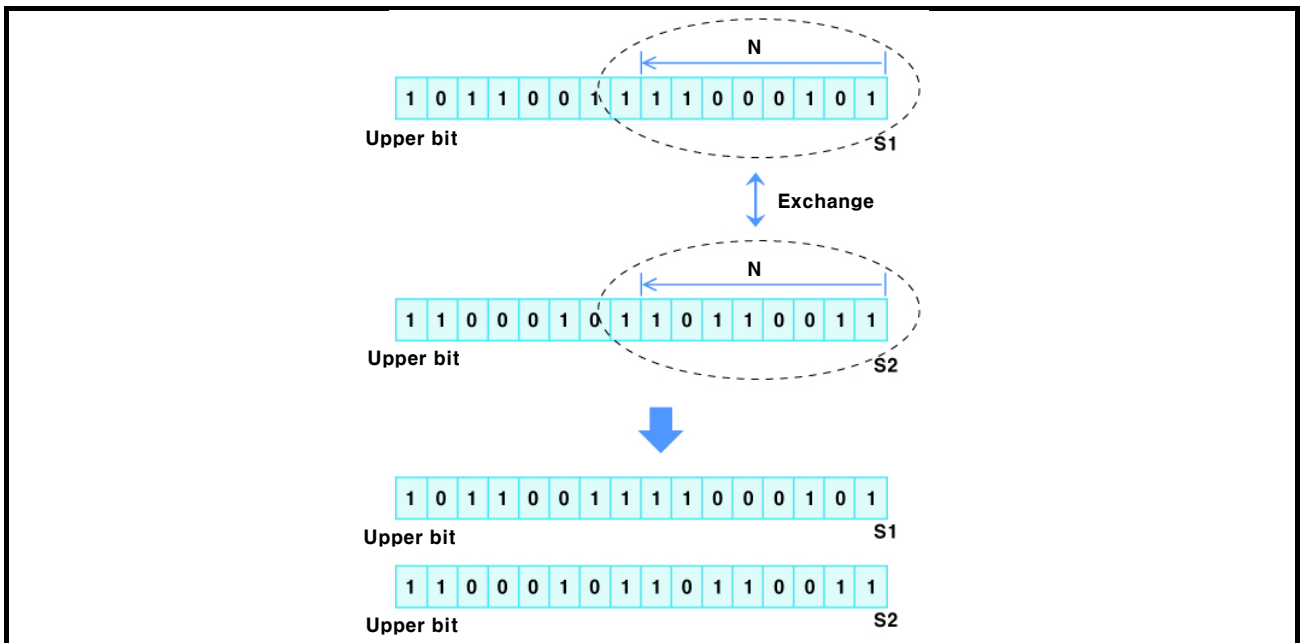 N
1 0 1 1 0 0 1 1 1 1 0 0 0 1 0 1
Upper bit
S1
Exchange
N
1 1 0 0 0 1 0 1 1 0 1 1 0 0 1 1
Upper bit
S2
1 0 1 1 0 0 1 1 1 1 0 0 0 1 0 1
Upper bit
S1
1 1 0 0 0 1 0 1 1 0 1 1 0 0 1 1
Upper bit
S2